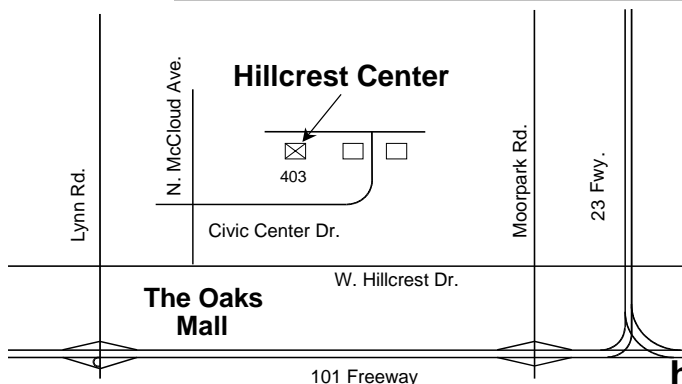 Hillcrest Center
N. McCloud Ave.
403
Lynn Rd.
Moorpark Rd.
23 Fwy.
Civic Center Dr.
W. Hillcrest Dr.
The Oaks
Mall
101 Freeway